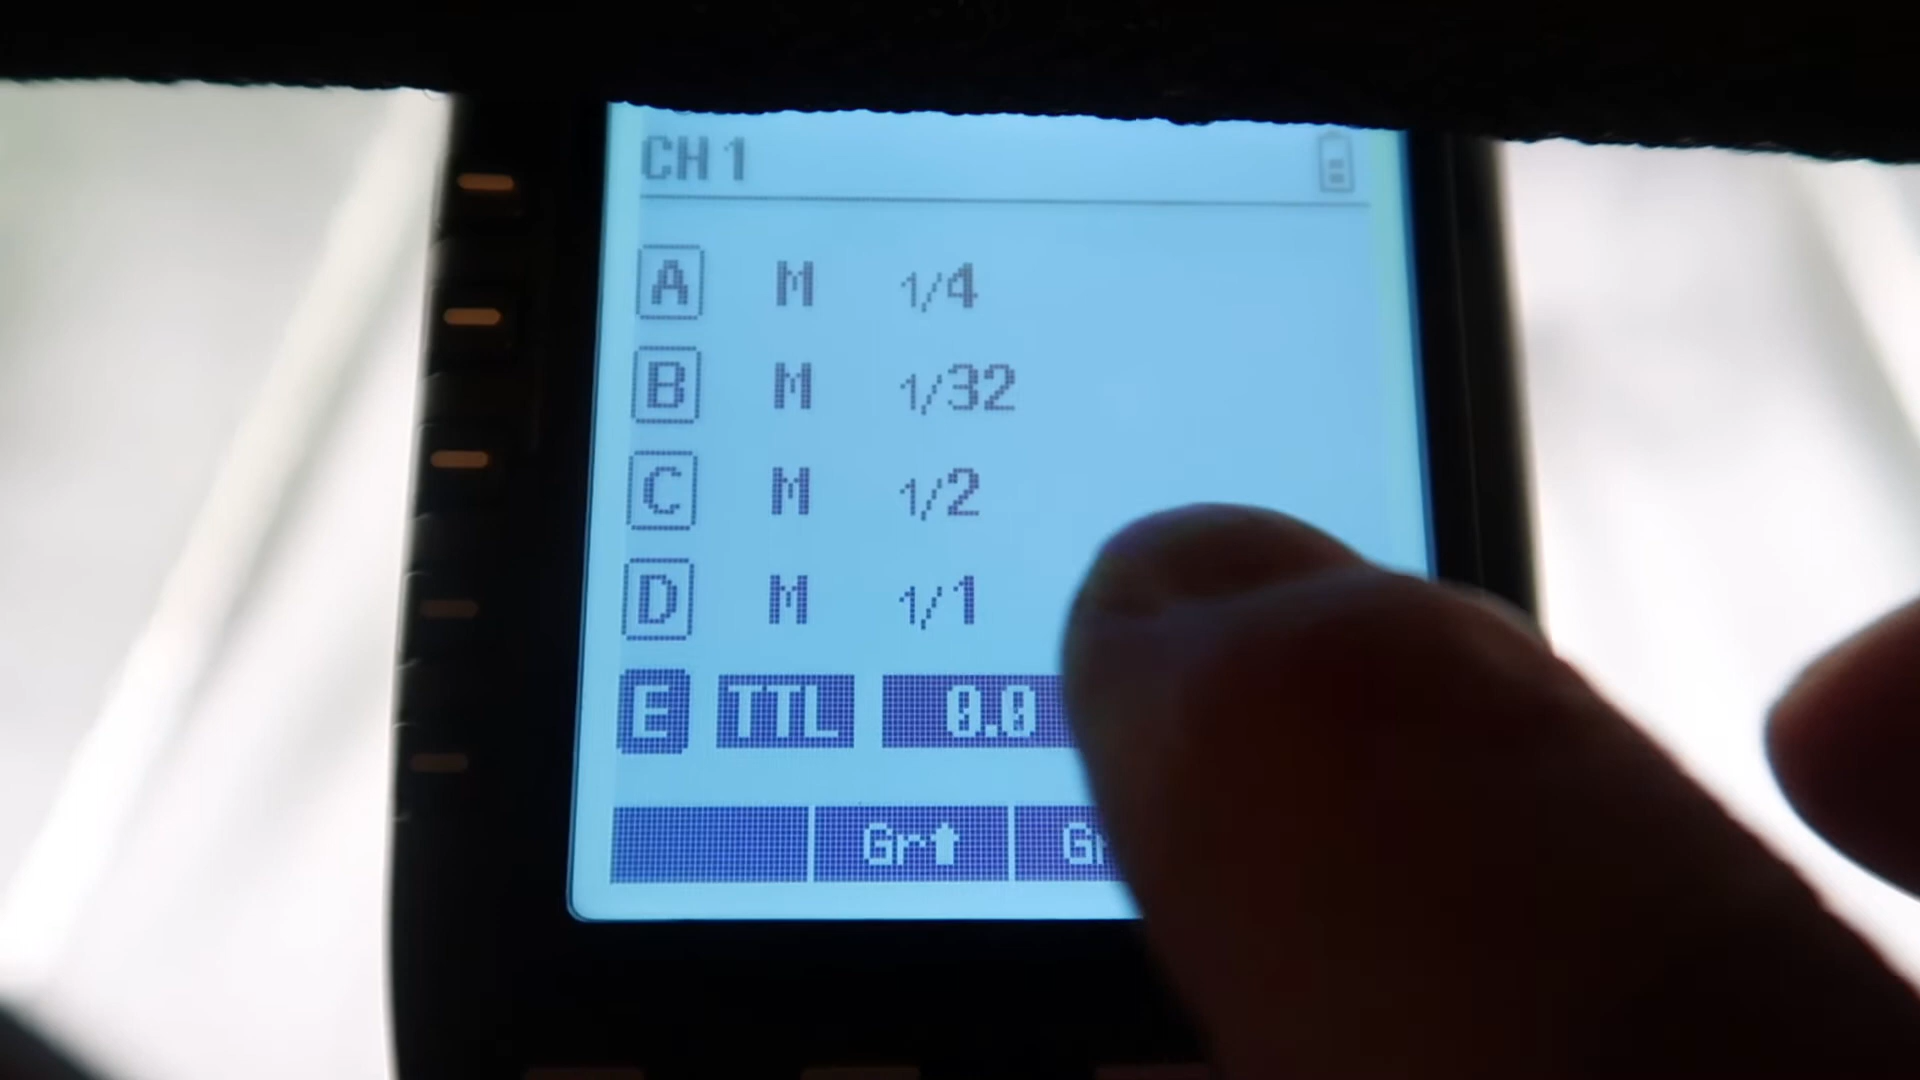 CH 1
A M 1/4
B M 1/32
C M 1/2
D M 1/1
E TTL 0.0
Gr⬆